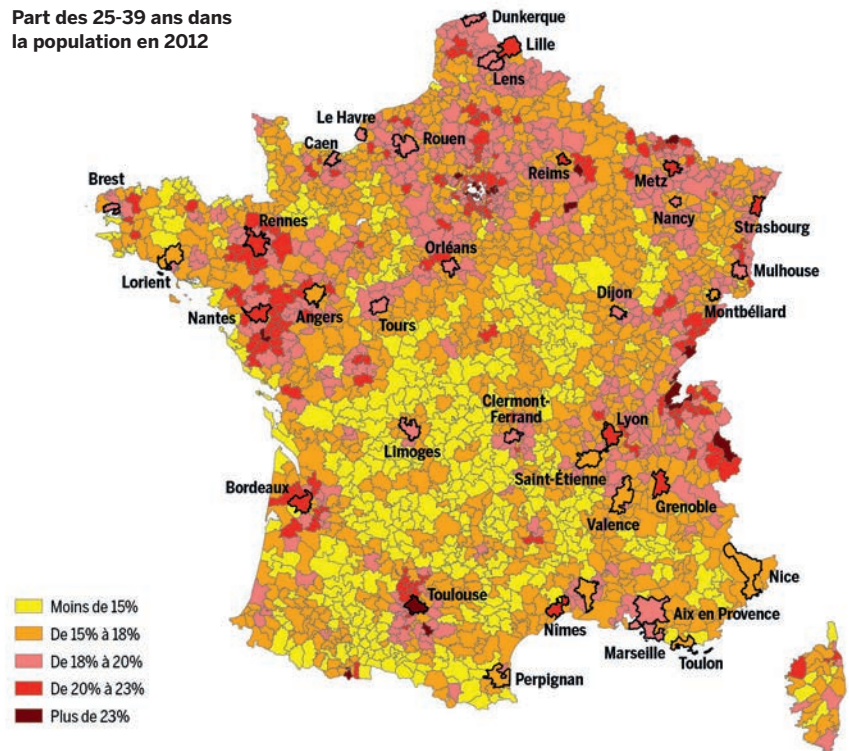 Part des 25-39 ans dans
la population en 2012
Dunkerque
Lille
Lens
Le Havre
Caen
Rouen
Reims
Metz
Nancy
Strasbourg
Brest
Rennes
Lorient
Orléans
Mulhouse
Nantes
Angers
Tours
Dijon
Montbéliard
Clermont-
Ferrand
Lyon
Limoges
Saint-Étienne
Bordeaux
Grenoble
Valence
Nice
Toulouse
Nîmes
Aix en Provence
Marseille
Toulon
Perpignan
Moins de 15%
De 15% à 18%
De 18% à 20%
De 20% à 23%
Plus de 23%